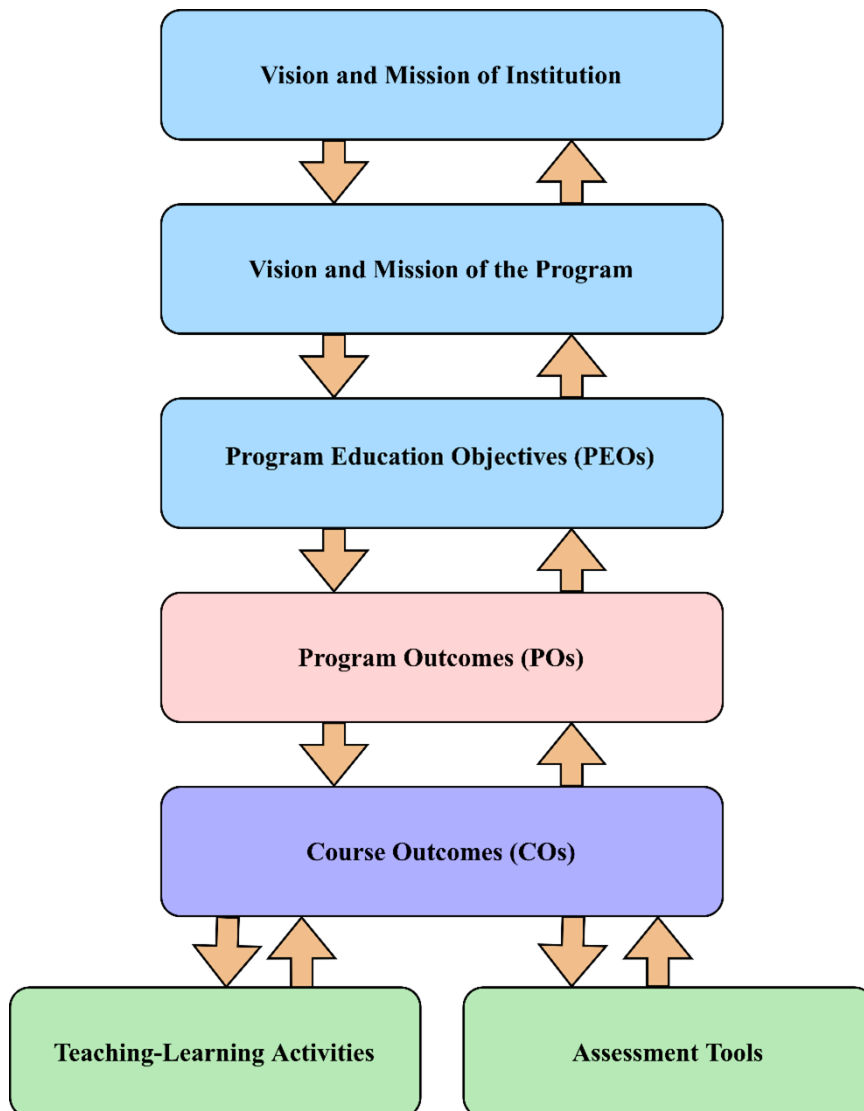 Vision and Mission of Institution
Vision and Mission of the Program
Program Education Objectives (PEOs)
Program Outcomes (POs)
Course Outcomes (COs)
Teaching-Learning Activities
Assessment Tools